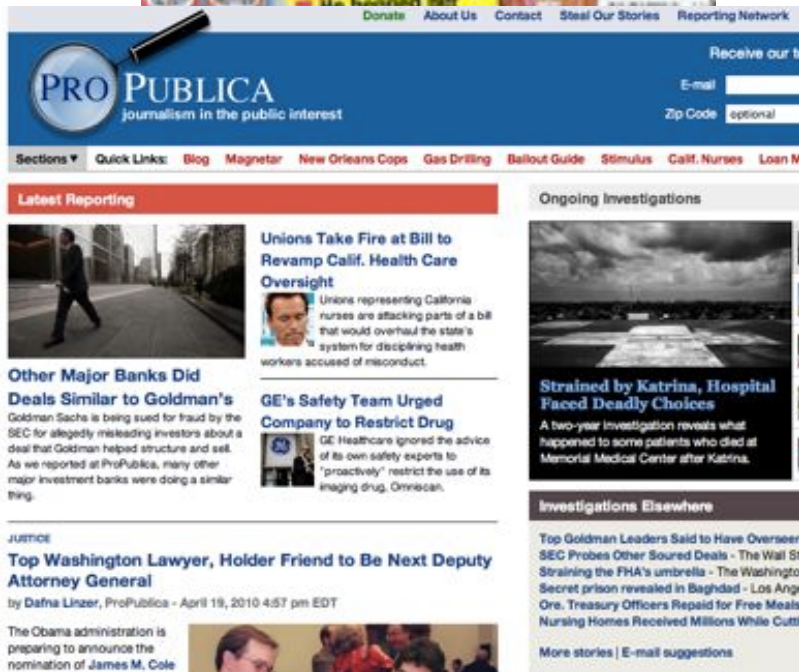 Donate About Us Contact Steal Our Stories Reporting Network
PRO PUBLICA
journalism in the public interest
Receive our t
E-mail
Zip Code optional
Sections ▾ Quick Links: Blog Magnetar New Orleans Cops Gas Drilling Bailout Guide Stimulus Calif. Nurses Loan M
Latest Reporting
Other Major Banks Did
Deals Similar to Goldman's
Goldman Sachs is being sued for fraud by the
SEC for allegedly misleading investors about a
deal that Goldman helped structure and sell.
As we reported at ProPublica, many other
major investment banks were doing a similar
thing.
Unions Take Fire at Bill to
Revamp Calif. Health Care
Oversight
Unions representing California
nurses are attacking parts of a bill
that would overhaul the state's
system for disciplining health
workers accused of misconduct.
GE's Safety Team Urged
Company to Restrict Drug
GE Healthcare ignored the advice
of its own safety experts to
"proactively" restrict the use of its
imaging drug, Omniscan.
JUSTICE
Top Washington Lawyer, Holder Friend to Be Next Deputy
Attorney General
by Dafna Linzer, ProPublica - April 19, 2010 4:57 pm EDT
The Obama administration is
preparing to announce the
nomination of James M. Cole
Ongoing Investigations
Strained by Katrina, Hospital
Faced Deadly Choices
A two-year investigation reveals what
happened to some patients who died at
Memorial Medical Center after Katrina.
Investigations Elsewhere
Top Goldman Leaders Said to Have Overseen
SEC Probes Other Soured Deals - The Wall St
Straining the FHA's umbrella - The Washingto
Secret prison revealed in Baghdad - Los Ang
Ore. Treasury Officers Repaid for Free Meals
Nursing Homes Received Millions While Cutti
More stories | E-mail suggestions